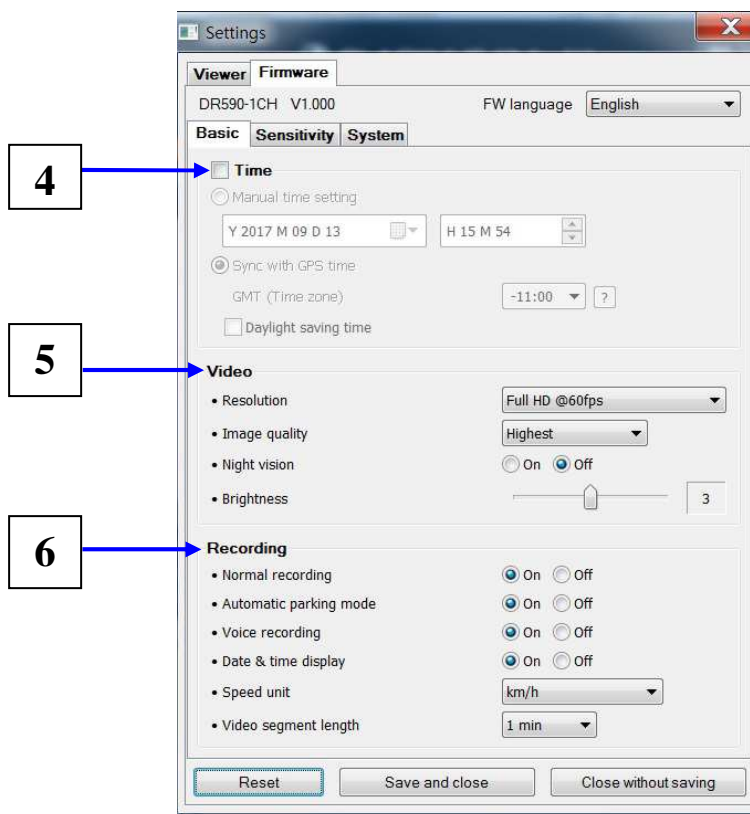 Settings
Viewer Firmware
DR590-1CH V1.000 FW language English
Basic Sensitivity System
4 Time
Manual time setting
Y 2017 M 09 D 13 H 15 M 54
Sync with GPS time
GMT (Time zone) -11:00 ?
Daylight saving time
5 Video
• Resolution Full HD @60fps
• Image quality Highest
• Night vision On Off
• Brightness 3
6 Recording
• Normal recording On Off
• Automatic parking mode On Off
• Voice recording On Off
• Date & time display On Off
• Speed unit km/h
• Video segment length 1 min
Reset Save and close Close without saving